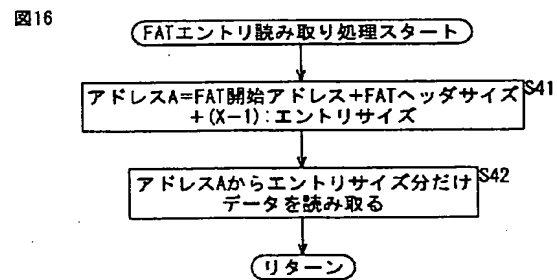 図16
FATエントリ読み取り処理スタート
アドレスA=FAT開始アドレス+FATヘッダサイズ
+(X-1):エントリサイズ
S41
アドレスAからエントリサイズ分だけ
データを読み取る
S42
リターン